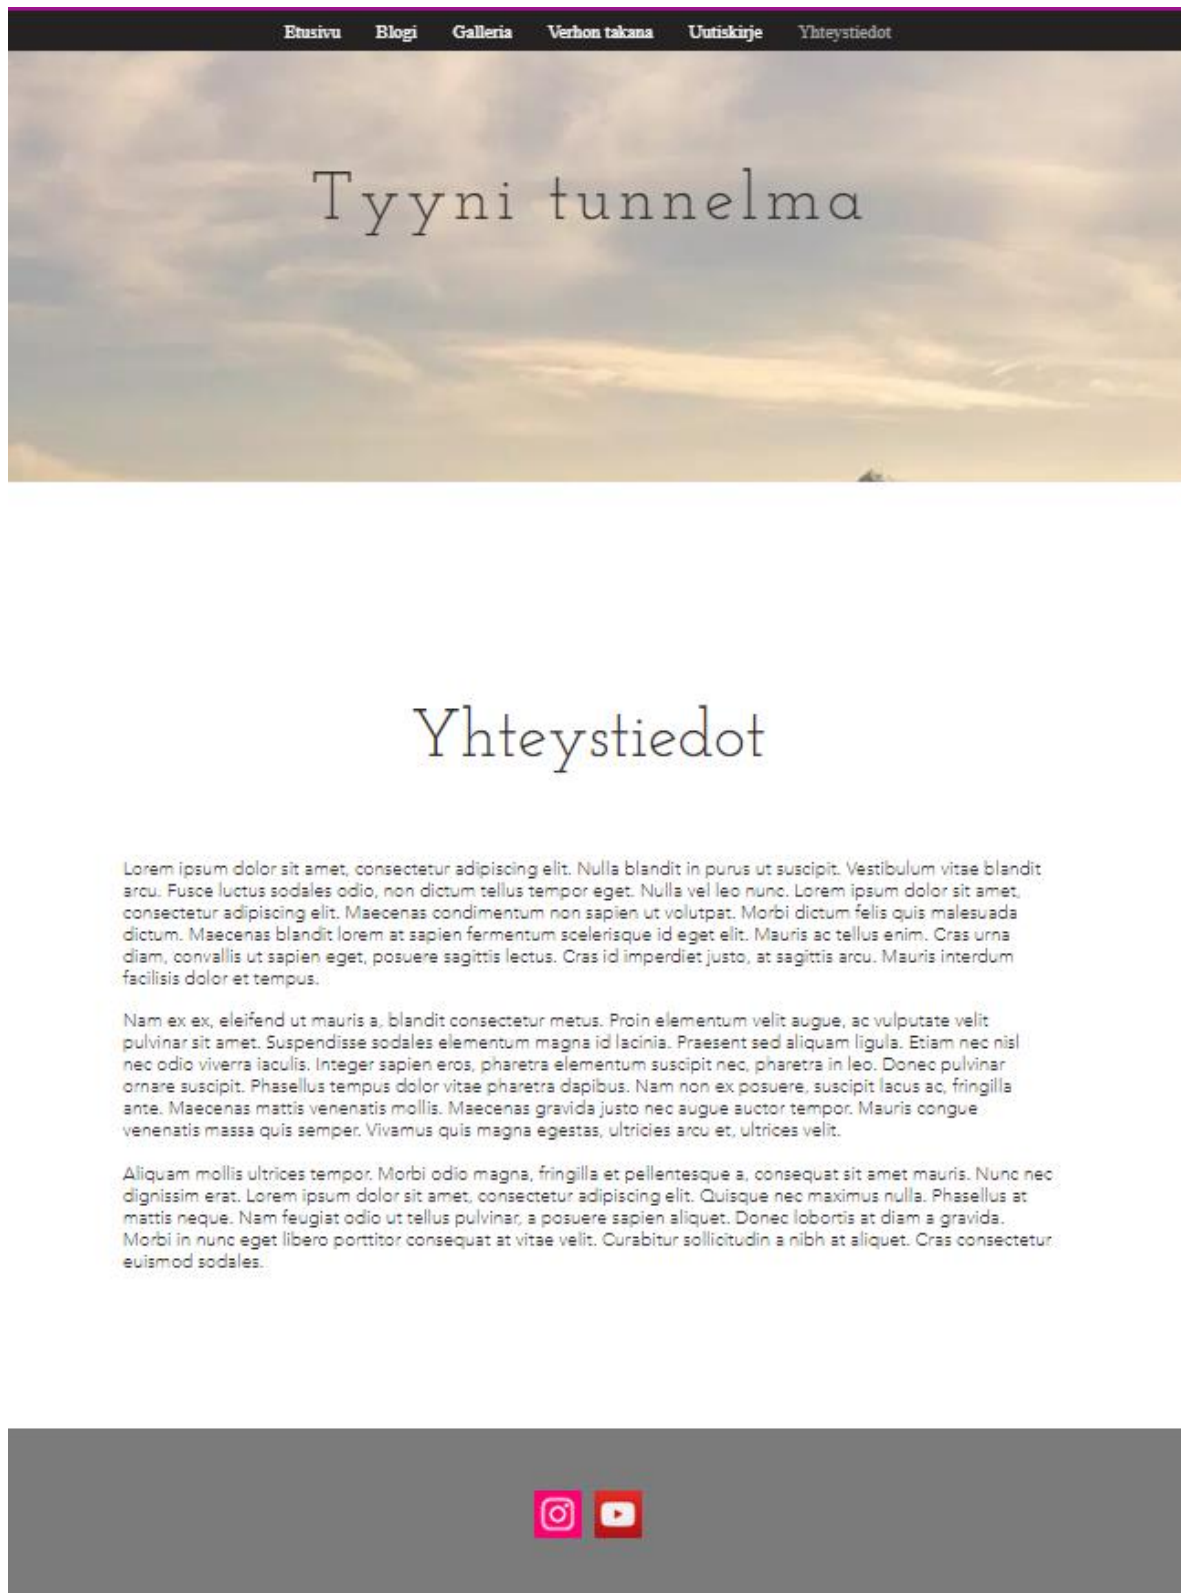 Etusivu Blogi Galleria Verhon takana Uutiskirje Yhteystiedot
Tyyni tunnelma
Yhteystiedot
Lorem ipsum dolor sit amet, consectetur adipiscing elit. Nulla blandit in purus ut suscipit. Vestibulum vitae blandit
arcu. Fusce luctus sodales odio, non dictum tellus tempor eget. Nulla vel leo nunc. Lorem ipsum dolor sit amet,
consectetur adipiscing elit. Maecenas condimentum non sapien ut volutpat. Morbi dictum felis quis malesuada
dictum. Maecenas blandit lorem at sapien fermentum scelerisque id eget elit. Mauris ac tellus enim. Cras urna
diam, convallis ut sapien eget, posuere sagittis lectus. Cras id imperdiet justo, at sagittis arcu. Mauris interdum
facilisis dolor et tempus.
Nam ex ex, eleifend ut mauris a, blandit consectetur metus. Proin elementum velit augue, ac vulputate velit
pulvinar sit amet. Suspendisse sodales elementum magna id lacinia. Praesent sed aliquam ligula. Etiam nec nisl
nec odio viverra iaculis. Integer sapien eros, pharetra elementum suscipit nec, pharetra in leo. Donec pulvinar
ornare suscipit. Phasellus tempus dolor vitae pharetra dapibus. Nam non ex posuere, suscipit lacus ac, fringilla
ante. Maecenas mattis venenatis mollis. Maecenas gravida justo nec augue auctor tempor. Mauris congue
venenatis massa quis semper. Vivamus quis magna egestas, ultricies arcu et, ultrices velit.
Aliquam mollis ultrices tempor. Morbi odio magna, fringilla et pellentesque a, consequat sit amet mauris. Nunc nec
dignissim erat. Lorem ipsum dolor sit amet, consectetur adipiscing elit. Quisque nec maximus nulla. Phasellus at
mattis neque. Nam feugiat odio ut tellus pulvinar, a posuere sapien aliquet. Donec lobortis at diam a gravida.
Morbi in nunc eget libero porttitor consequat at vitae velit. Curabitur sollicitudin a nibh at aliquet. Cras consectetur
euismod sodales.